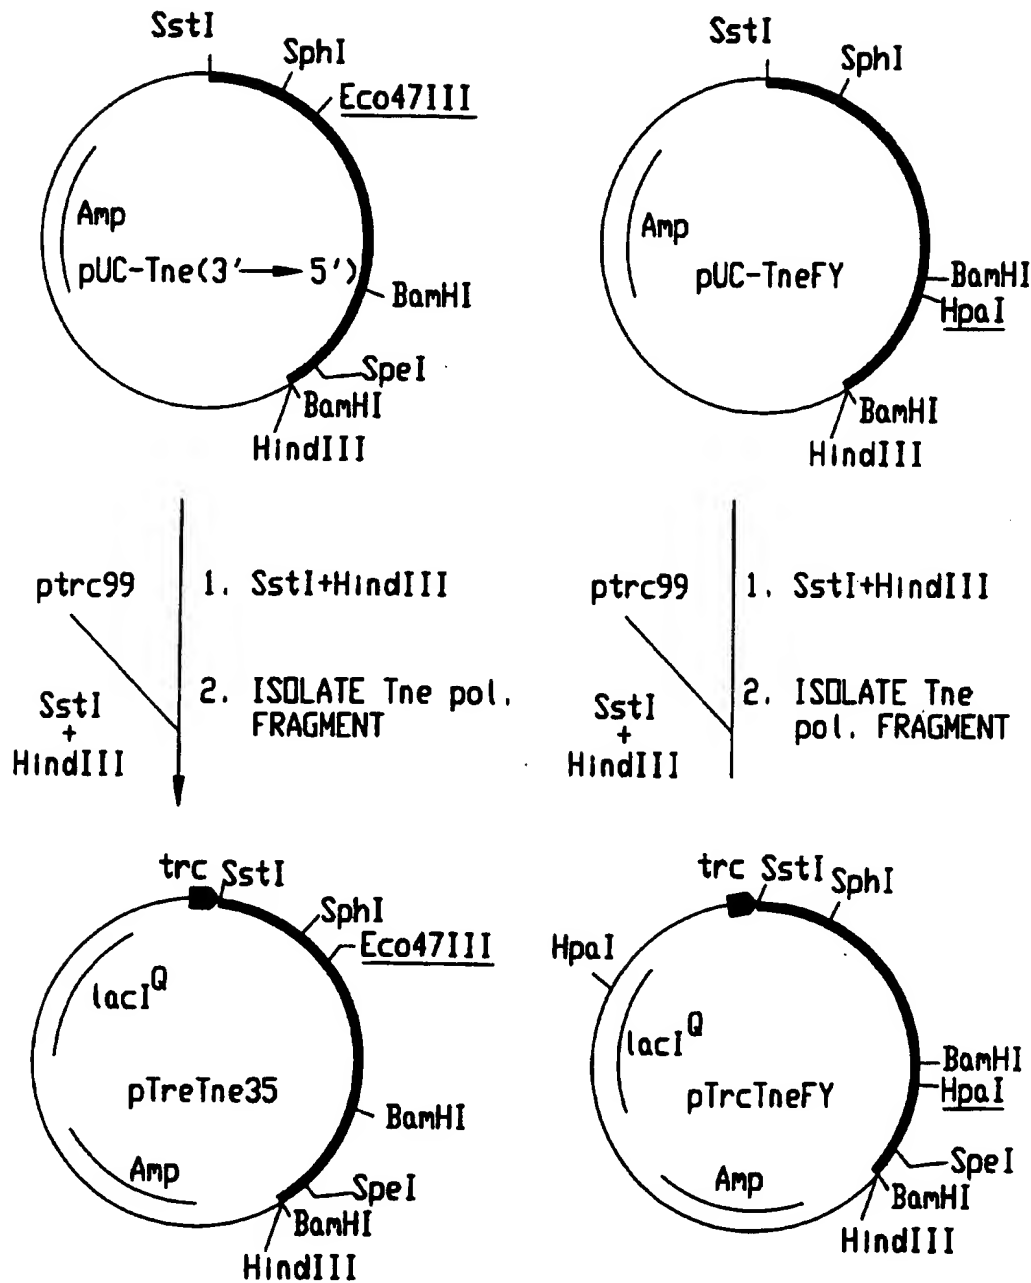 SstI
SphI
Eco47III
Amp
pUC-Tne(3'→5')
BamHI
SpeI
BamHI
HindIII
SstI
SphI
Amp
pUC-TneFY
BamHI
HpaI
BamHI
HindIII
ptrc99
SstI
+
HindIII
1. SstI+HindIII
2. ISOLATE Tne pol.
FRAGMENT
ptrc99
SstI
+
HindIII
1. SstI+HindIII
2. ISOLATE Tne
pol. FRAGMENT
trc
SstI
SphI
Eco47III
lacI^Q
pTreTne35
BamHI
Amp
SpeI
BamHI
HindIII
trc
SstI
SphI
HpaI
lacI^Q
pTrcTneFY
BamHI
HpaI
Amp
SpeI
BamHI
HindIII